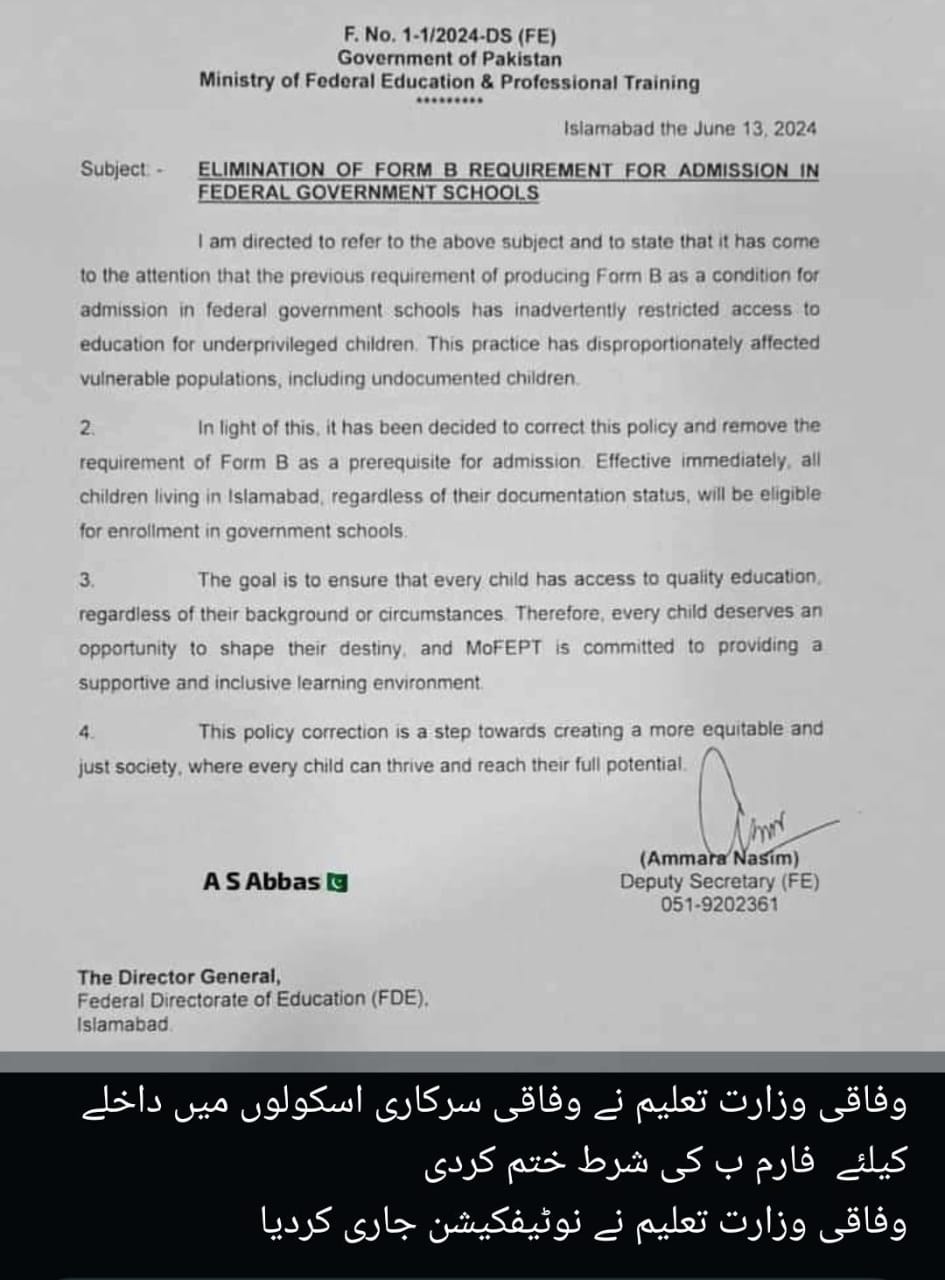 F. No. 1-1/2024-DS (FE)
Government of Pakistan
Ministry of Federal Education & Professional Training
*********
Islamabad the June 13, 2024
Subject: - ELIMINATION OF FORM B REQUIREMENT FOR ADMISSION IN
FEDERAL GOVERNMENT SCHOOLS
I am directed to refer to the above subject and to state that it has come
to the attention that the previous requirement of producing Form B as a condition for
admission in federal government schools has inadvertently restricted access to
education for underprivileged children. This practice has disproportionately affected
vulnerable populations, including undocumented children.
2. In light of this, it has been decided to correct this policy and remove the
requirement of Form B as a prerequisite for admission. Effective immediately, all
children living in Islamabad, regardless of their documentation status, will be eligible
for enrollment in government schools.
3. The goal is to ensure that every child has access to quality education,
regardless of their background or circumstances. Therefore, every child deserves an
opportunity to shape their destiny, and MoFEPT is committed to providing a
supportive and inclusive learning environment.
4. This policy correction is a step towards creating a more equitable and
just society, where every child can thrive and reach their full potential.
(Ammara Nasim)
Deputy Secretary (FE)
051-9202361
A S Abbas
The Director General,
Federal Directorate of Education (FDE),
Islamabad.
وفاقی وزارت تعلیم نے وفاقی سرکاری اسکولوں میں داخلے
کیلئے فارم ب کی شرط ختم کردی
وفاقی وزارت تعلیم نے نوٹیفکیشن جاری کردیا